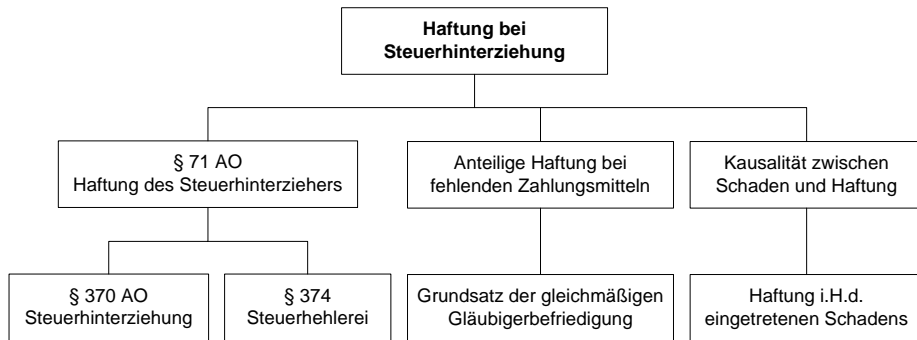 Haftung bei
Steuerhinterziehung
§ 71 AO
Haftung des Steuerhinterziehers
Anteilige Haftung bei
fehlenden Zahlungsmitteln
Kausalität zwischen
Schaden und Haftung
§ 370 AO
Steuerhinterziehung
§ 374
Steuerhehlerei
Grundsatz der gleichmäßigen
Gläubigerbefriedigung
Haftung i.H.d.
eingetretenen Schadens